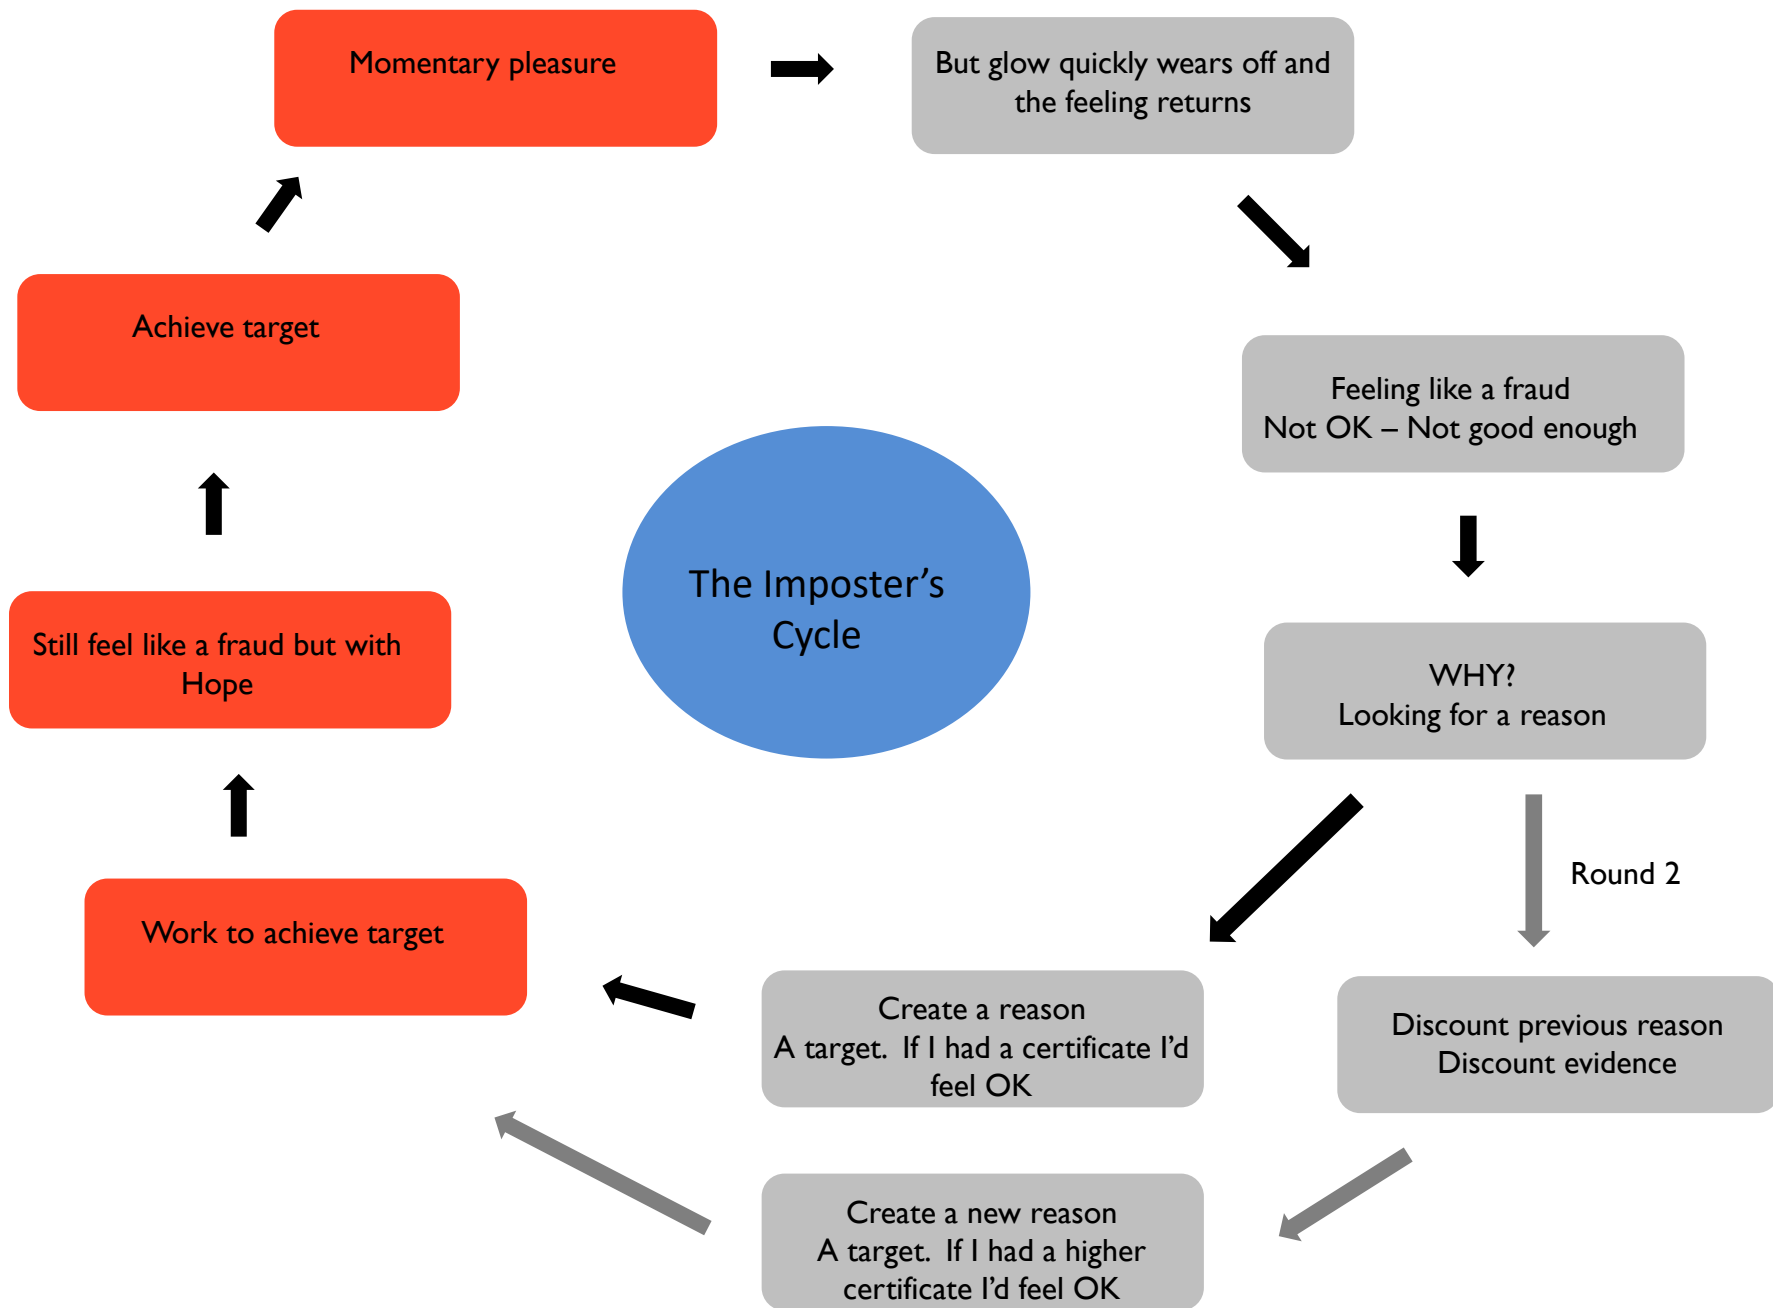 Momentary pleasure
But glow quickly wears off and
the feeling returns
Achieve target
Feeling like a fraud
Not OK – Not good enough
The Imposter’s
Cycle
Still feel like a fraud but with
Hope
WHY?
Looking for a reason
Round 2
Work to achieve target
Create a reason
A target.  If I had a certificate I’d
feel OK
Discount previous reason
Discount evidence
Create a new reason
A target.  If I had a higher
certificate I’d feel OK